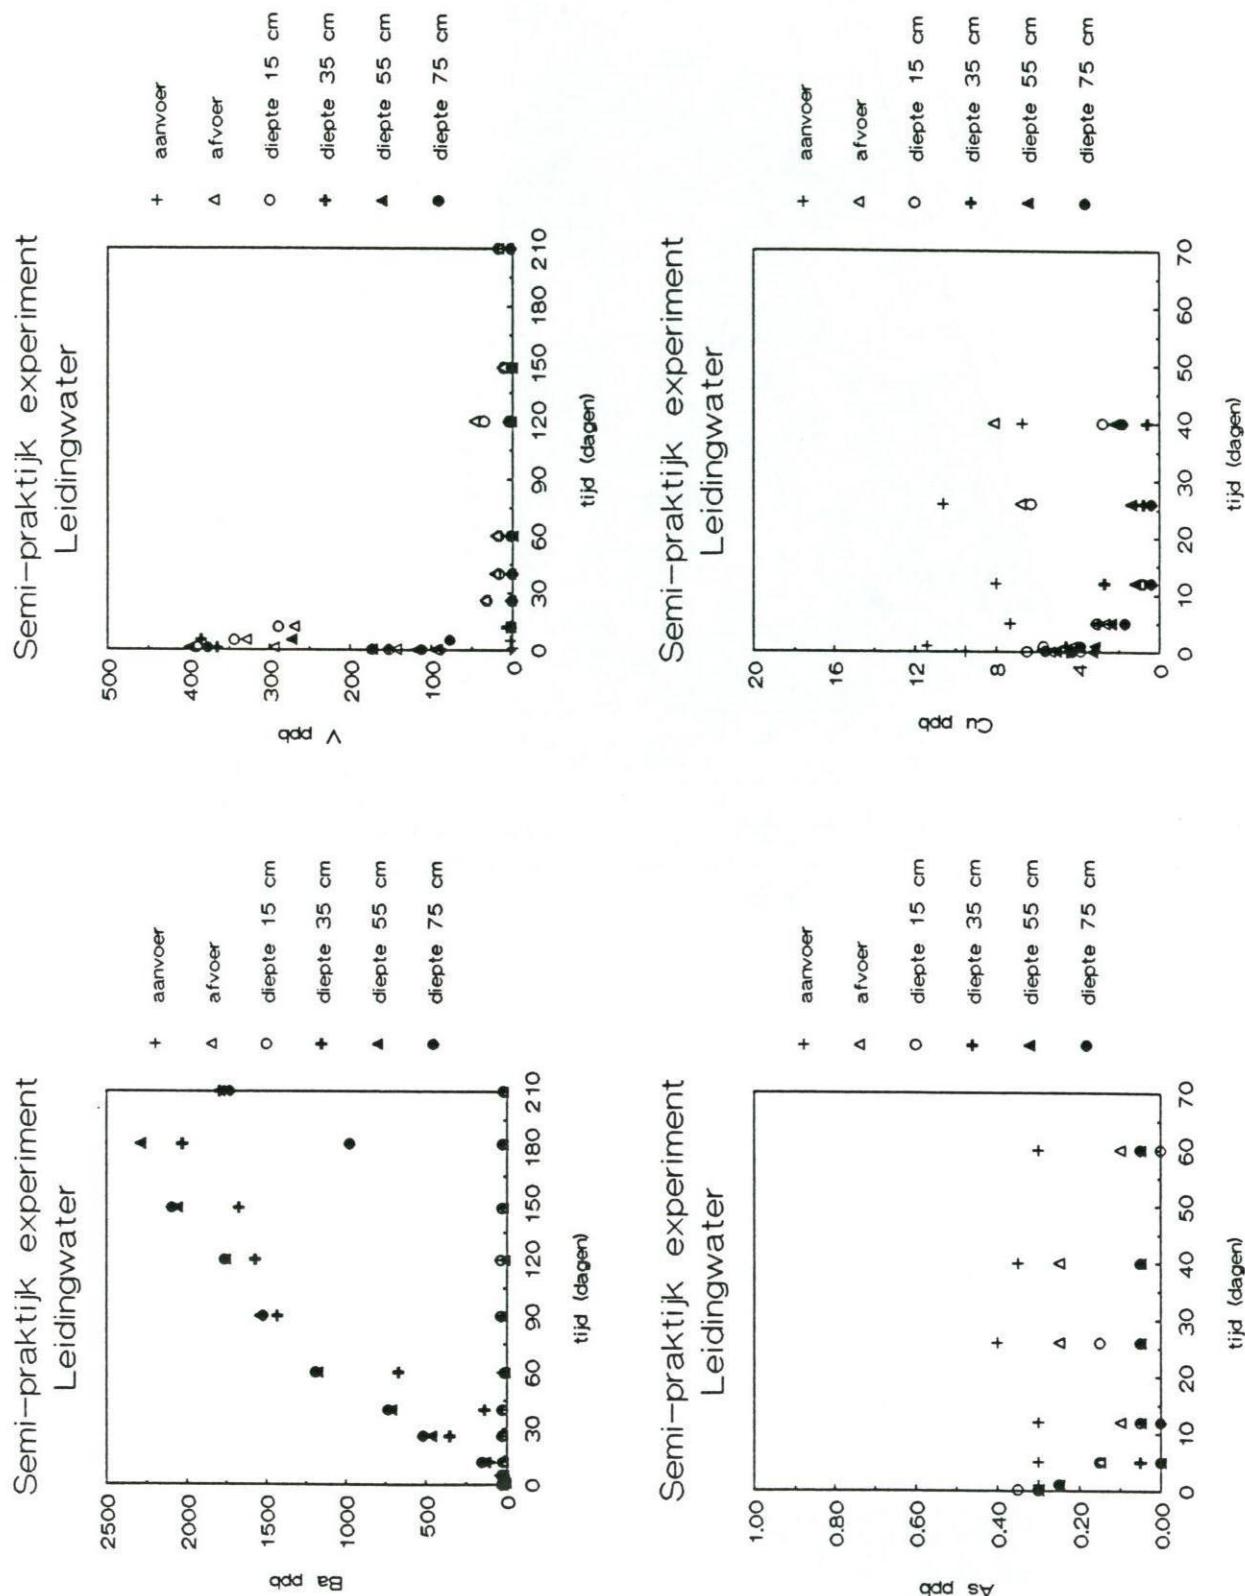 Semi-praktijk experiment
Leidingwater
2500
2000
1500
1000
500
0
Ba ppb
0
30
60
90
120
150
180
210
tijd (dagen)
aanvoer
afvoer
diepte 15 cm
diepte 35 cm
diepte 55 cm
diepte 75 cm
Semi-praktijk experiment
Leidingwater
500
400
300
200
100
0
V ppb
0
30
60
90
120
150
180
210
tijd (dagen)
aanvoer
afvoer
diepte 15 cm
diepte 35 cm
diepte 55 cm
diepte 75 cm
Semi-praktijk experiment
Leidingwater
1.00
0.80
0.60
0.40
0.20
0.00
As ppb
0
10
20
30
40
50
60
70
tijd (dagen)
aanvoer
afvoer
diepte 15 cm
diepte 35 cm
diepte 55 cm
diepte 75 cm
Semi-praktijk experiment
Leidingwater
20
16
12
8
4
0
Cu ppb
0
10
20
30
40
50
60
70
tijd (dagen)
aanvoer
afvoer
diepte 15 cm
diepte 35 cm
diepte 55 cm
diepte 75 cm